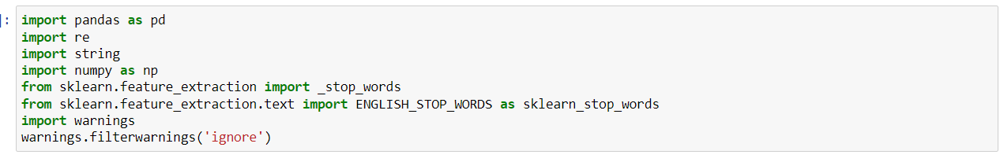 ]:
import pandas as pd
import re
import string
import numpy as np
from sklearn.feature_extraction import _stop_words
from sklearn.feature_extraction.text import ENGLISH_STOP_WORDS as sklearn_stop_words
import warnings
warnings.filterwarnings('ignore')